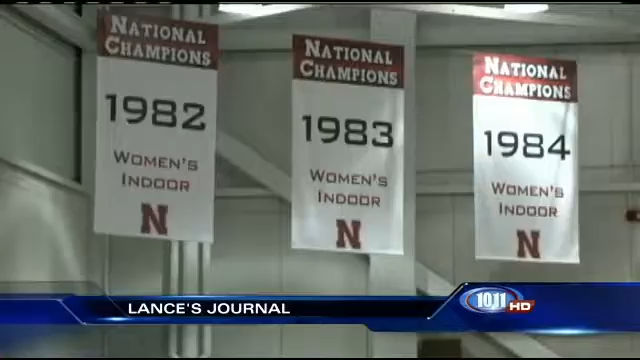 NATIONAL
CHAMPIONS
1982
WOMEN'S
INDOOR
N
NATIONAL
CHAMPIONS
1983
WOMEN'S
INDOOR
N
NATIONAL
CHAMPIONS
1984
WOMEN'S
INDOOR
N
LANCE'S JOURNAL
10/11
HD